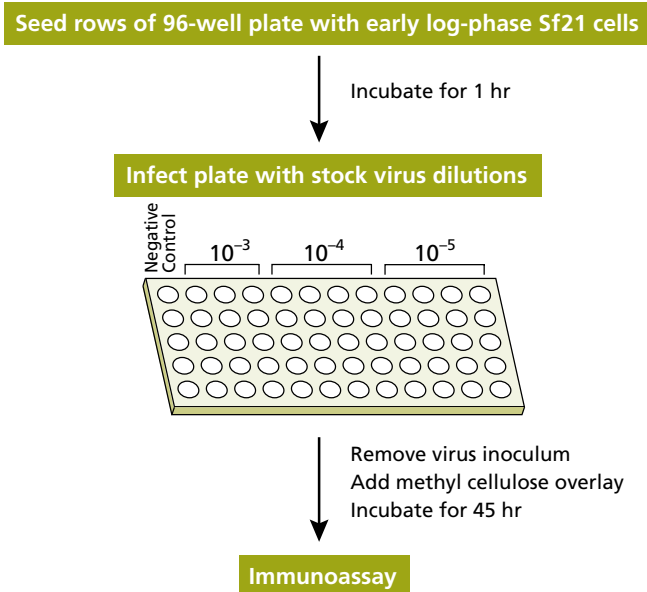 Seed rows of 96-well plate with early log-phase Sf21 cells
Incubate for 1 hr
Infect plate with stock virus dilutions
Negative
Control
10⁻³ 10⁻⁴ 10⁻⁵
Remove virus inoculum
Add methyl cellulose overlay
Incubate for 45 hr
Immunoassay